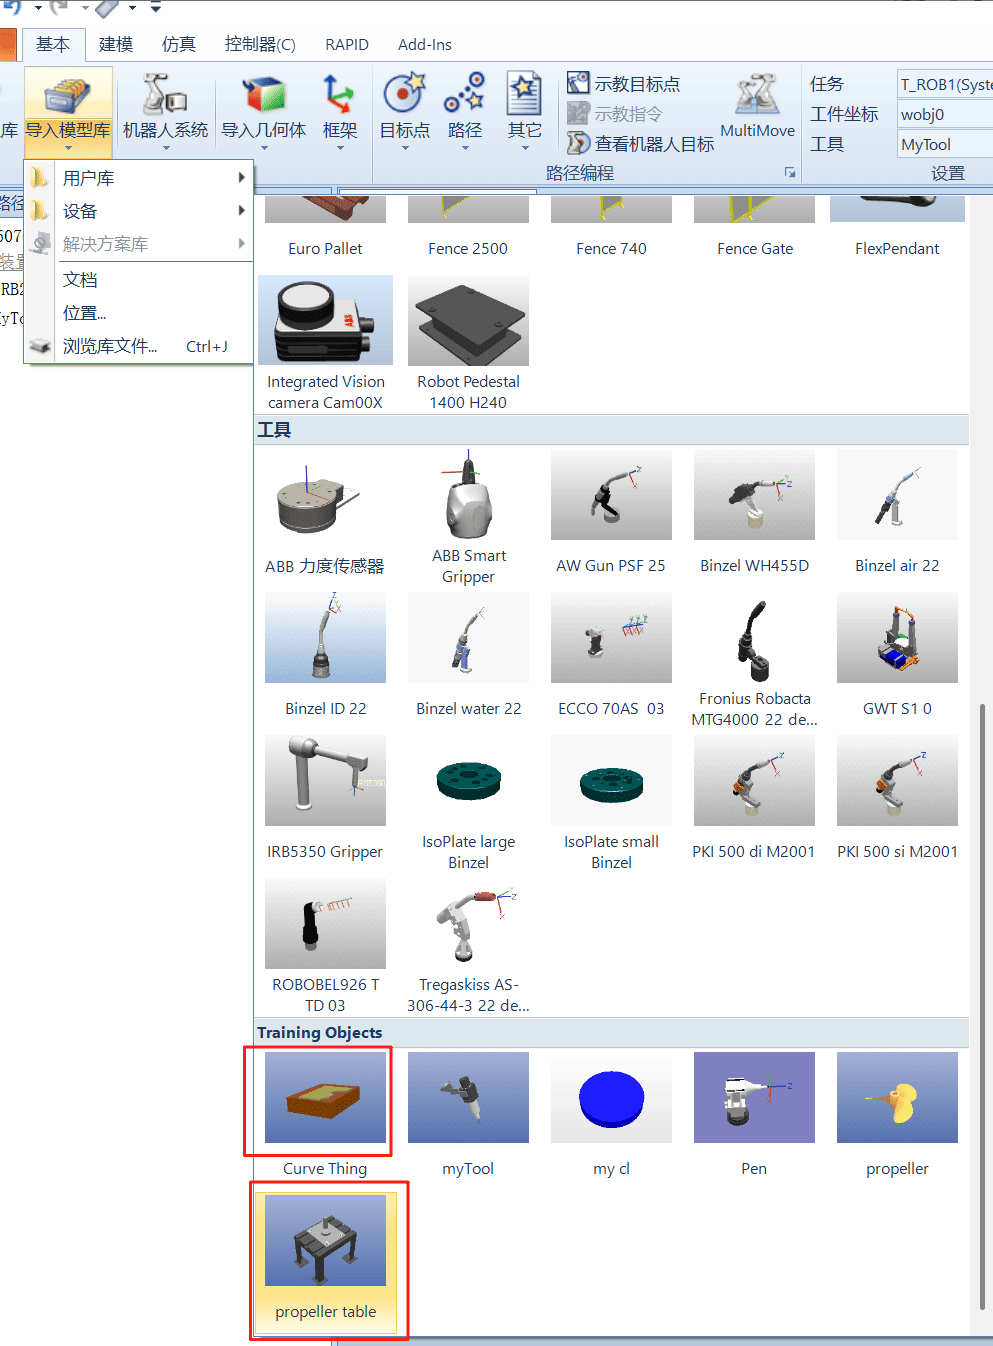 基本 建模 仿真 控制器(C) RAPID Add-Ins
库 导入模型库 机器人系统 导入几何体 框架 目标点 路径 其它
示教目标点
示教指令
查看机器人目标
MultiMove
任务 T_ROB1(Syste
工件坐标 wobj0
工具 MyTool
路径编程 设置
用户库
设备
解决方案库
文档
位置...
浏览库文件... Ctrl+J
路径
507
装置
RB2
MyTo
Euro Pallet Fence 2500 Fence 740 Fence Gate FlexPendant
ABB
Integrated Vision camera Cam00X
Robot Pedestal 1400 H240
工具
ABB 力度传感器
ABB Smart Gripper
AW Gun PSF 25
Binzel WH455D
Binzel air 22
Binzel ID 22
Binzel water 22
ECCO 70AS 03
Fronius Robacta MTG4000 22 de...
GWT S1 0
IRB5350 Gripper
IsoPlate large Binzel
IsoPlate small Binzel
PKI 500 di M2001
PKI 500 si M2001
ROBOBEL926 T TD 03
Tregaskiss AS-306-44-3 22 de...
Training Objects
Curve Thing myTool my cl Pen propeller
propeller table